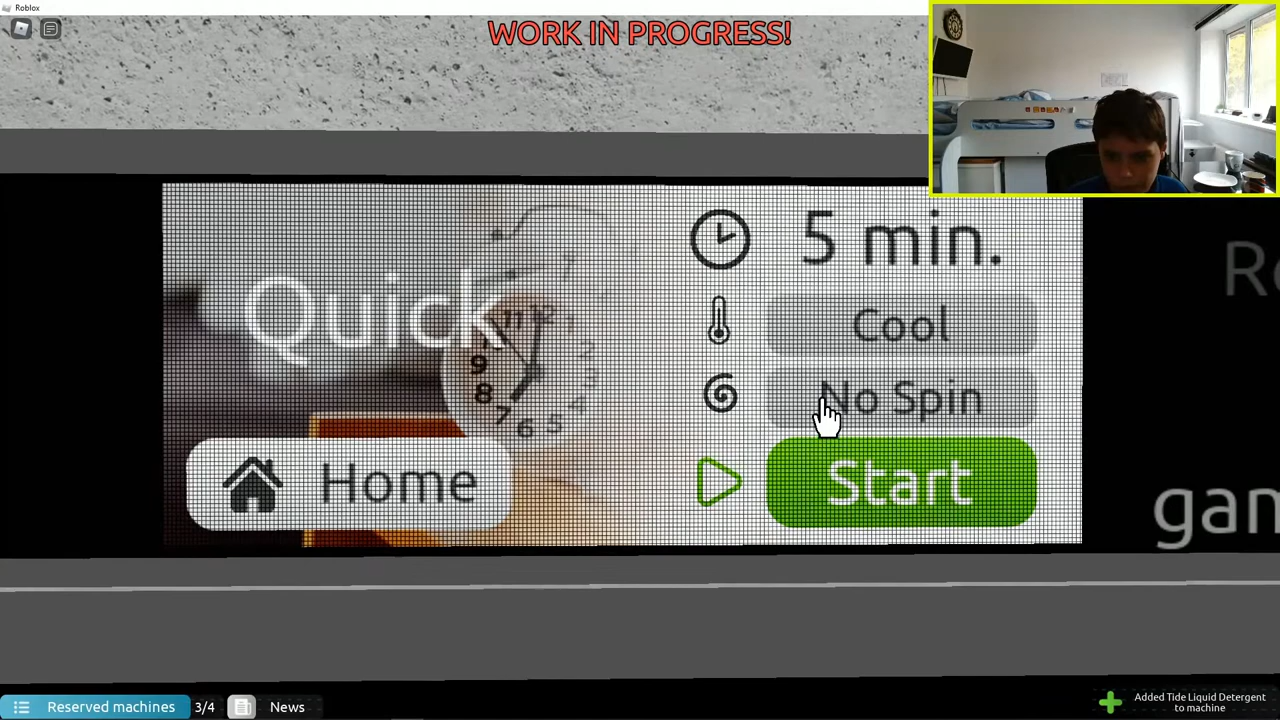 Roblox
WORK IN PROGRESS!
5 min.
Quick
Cool
No Spin
Home
Start
Reserved machines 3/4
News
Added Tide Liquid Detergent
to machine